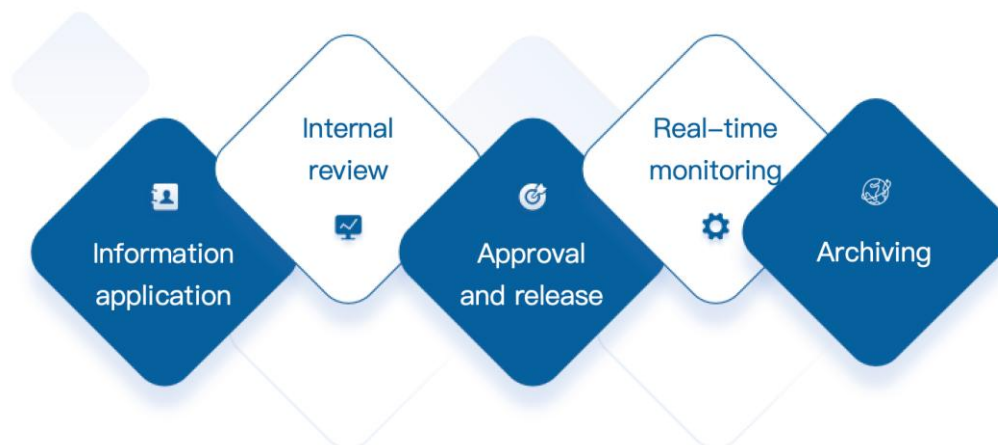 Information
application
Internal
review
Approval
and release
Real-time
monitoring
Archiving